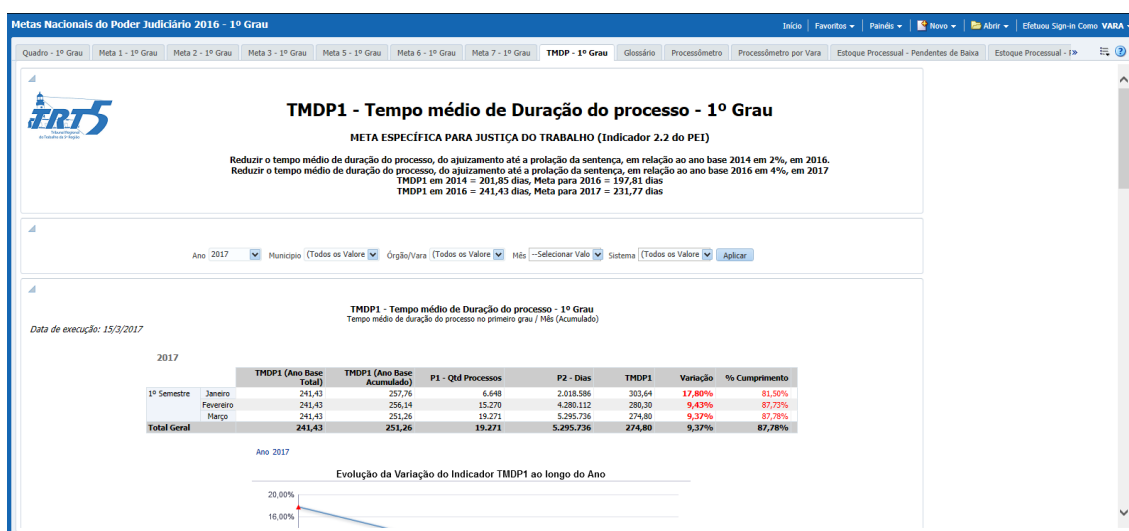 Metas Nacionais do Poder Judiciário 2016 - 1º Grau
Início Favoritos Painéis Novo Abrir Efetuou Sign-in Como VARA
Quadro - 1º Grau Meta 1 - 1º Grau Meta 2 - 1º Grau Meta 3 - 1º Grau Meta 5 - 1º Grau Meta 6 - 1º Grau Meta 7 - 1º Grau TMDP - 1º Grau Glossário Processômetro Processômetro por Vara Estoque Processual - Pendentes de Baixa Estoque Processual -
TRT5
Tribunal Regional
do Trabalho da 5ª Região
TMDP1 - Tempo médio de Duração do processo - 1º Grau
META ESPECÍFICA PARA JUSTIÇA DO TRABALHO (Indicador 2.2 do PEI)
Reduzir o tempo médio de duração do processo, do ajuizamento até a prolação da sentença, em relação ao ano base 2014 em 2%, em 2016.
Reduzir o tempo médio de duração do processo, do ajuizamento até a prolação da sentença, em relação ao ano base 2016 em 4%, em 2017
TMDP1 em 2014 = 201,85 dias, Meta para 2016 = 197,81 dias
TMDP1 em 2016 = 241,43 dias, Meta para 2017 = 231,77 dias
Ano 2017 Municipio (Todos os Valore Órgão/Vara (Todos os Valore Mês --Selecionar Valo Sistema (Todos os Valore Aplicar
TMDP1 - Tempo médio de Duração do processo - 1º Grau
Tempo médio de duração do processo no primeiro grau / Mês (Acumulado)
Data de execução: 15/3/2017
2017
TMDP1 (Ano Base Total) TMDP1 (Ano Base Acumulado) P1 - Qtd Processos P2 - Dias TMDP1 Variação % Cumprimento
1º Semestre Janeiro 241,43 257,76 6.648 2.018.586 303,64 17,80% 81,50%
Fevereiro 241,43 256,14 15.270 4.280.112 280,30 9,43% 87,73%
Março 241,43 251,26 19.271 5.295.736 274,80 9,37% 87,78%
Total Geral 241,43 251,26 19.271 5.295.736 274,80 9,37% 87,78%
Ano 2017
Evolução da Variação do Indicador TMDP1 ao longo do Ano
20,00%
16,00%